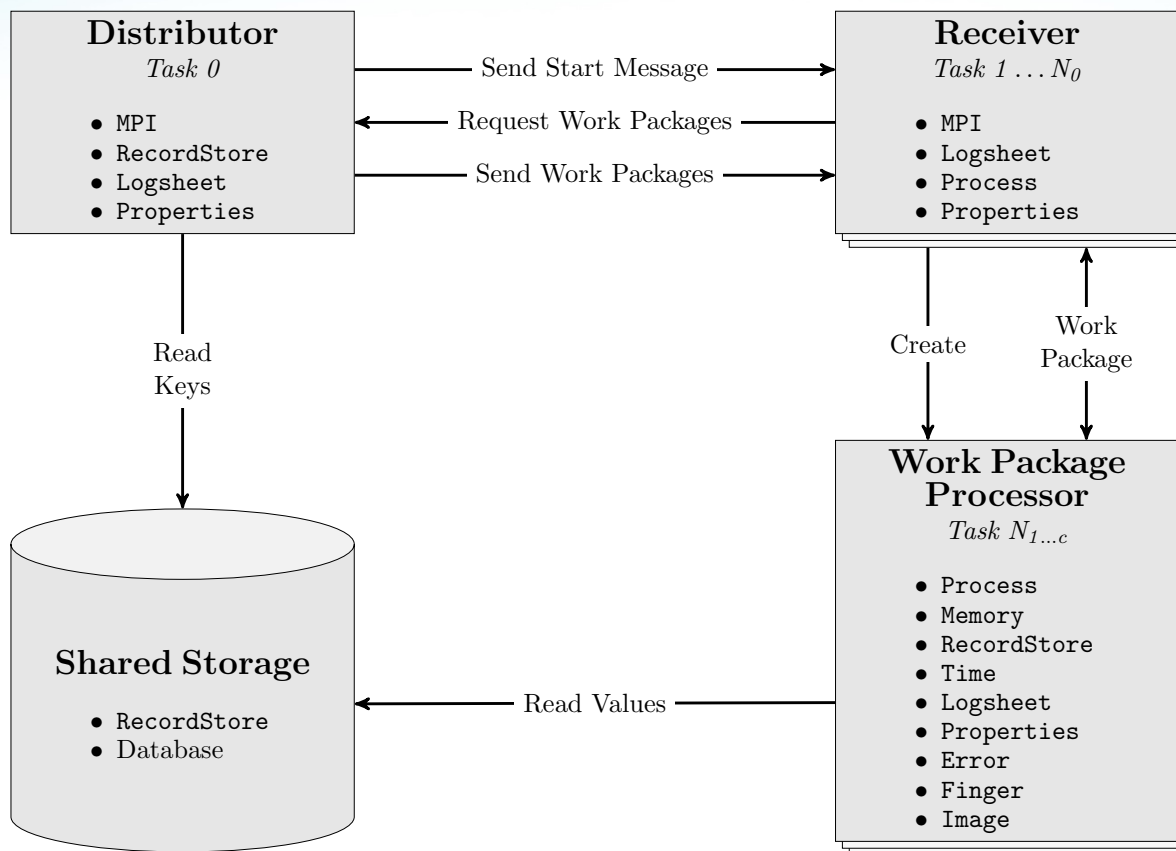 Distributor
Task 0
• MPI
• RecordStore
• Logsheet
• Properties
Send Start Message
Request Work Packages
Send Work Packages
Receiver
Task 1 ... N0
• MPI
• Logsheet
• Process
• Properties
Read
Keys
Create
Work
Package
Work Package
Processor
Task N1...c
• Process
• Memory
• RecordStore
• Time
• Logsheet
• Properties
• Error
• Finger
• Image
Shared Storage
• RecordStore
• Database
Read Values